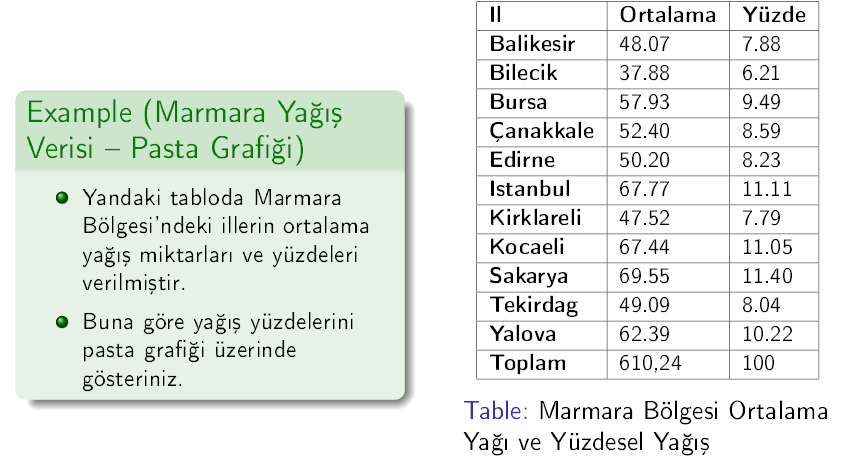 Example (Marmara Yağış
Verisi – Pasta Grafiği)
Yandaki tabloda Marmara
Bölgesi'ndeki illerin ortalama
yağış miktarları ve yüzdeleri
verilmiştir.
Buna göre yağış yüzdelerini
pasta grafiği üzerinde
gösteriniz.
Il Ortalama Yüzde
Balikesir 48.07 7.88
Bilecik 37.88 6.21
Bursa 57.93 9.49
Çanakkale 52.40 8.59
Edirne 50.20 8.23
Istanbul 67.77 11.11
Kirklareli 47.52 7.79
Kocaeli 67.44 11.05
Sakarya 69.55 11.40
Tekirdag 49.09 8.04
Yalova 62.39 10.22
Toplam 610,24 100
Table: Marmara Bölgesi Ortalama
Yağı ve Yüzdesel Yağış